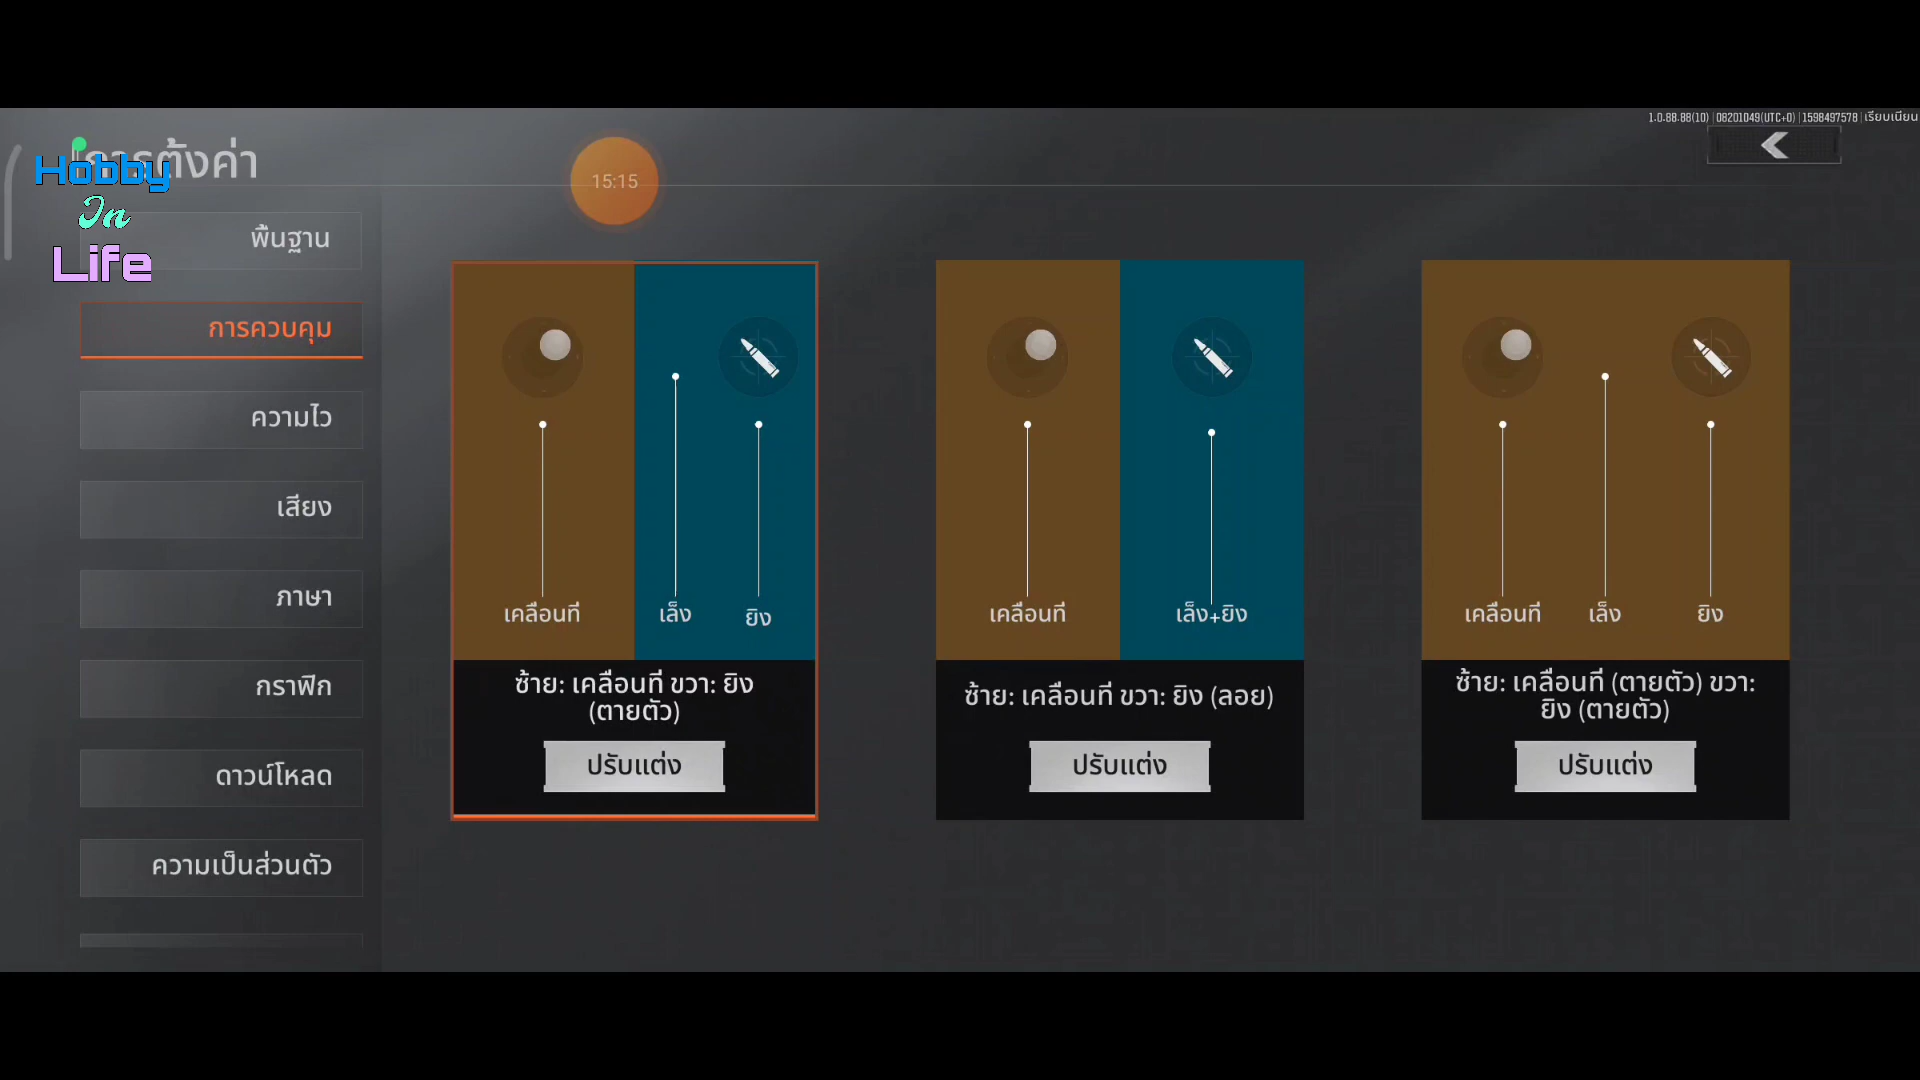 1.0.88.88(10) | 08201049(UTC+0) | 1598497578 | เรียบเนียน
การตั้งค่า
Hobby
In
Life
15:15
พื้นฐาน
การควบคุม
ความไว
เสียง
ภาษา
กราฟิก
ดาวน์โหลด
ความเป็นส่วนตัว
เคลื่อนที่
เล็ง
ยิง
ซ้าย: เคลื่อนที่ ขวา: ยิง
(ตายตัว)
ปรับแต่ง
เคลื่อนที่
เล็ง+ยิง
ซ้าย: เคลื่อนที่ ขวา: ยิง (ลอย)
ปรับแต่ง
เคลื่อนที่
เล็ง
ยิง
ซ้าย: เคลื่อนที่ (ตายตัว) ขวา:
ยิง (ตายตัว)
ปรับแต่ง